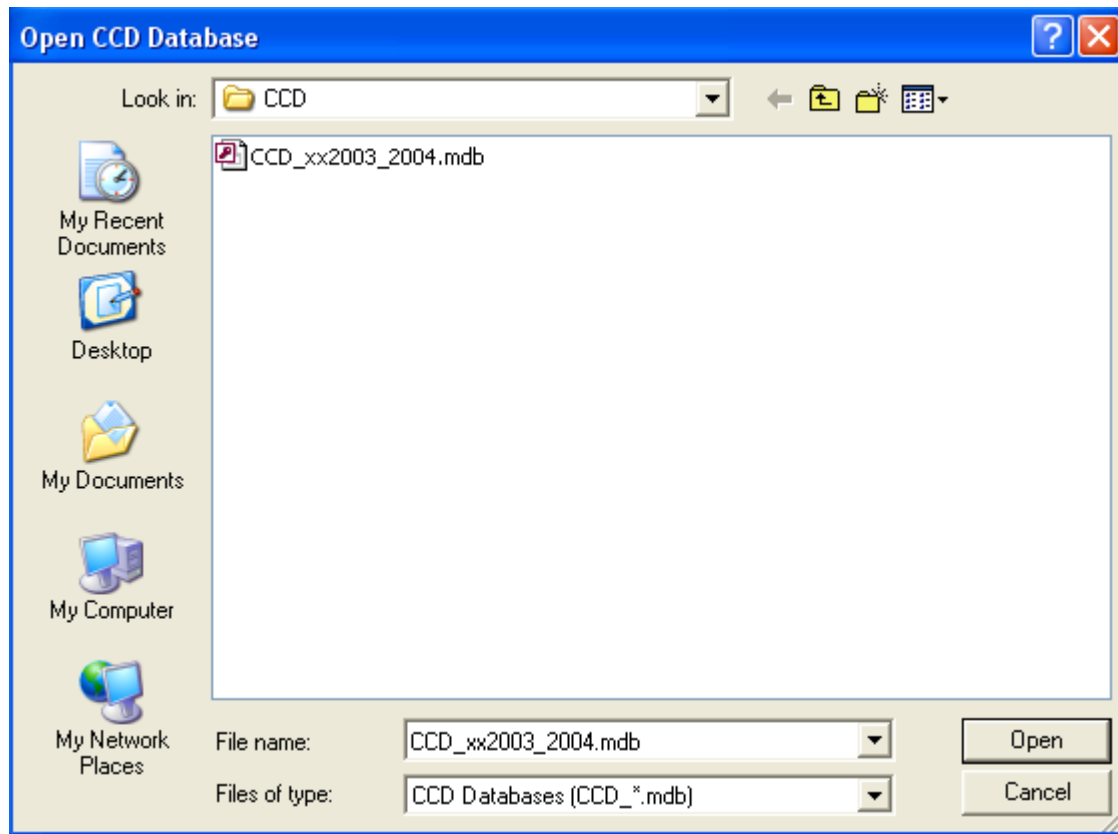 Open CCD Database
Look in:
CCD
CCD_xx2003_2004.mdb
My Recent
Documents
Desktop
My Documents
My Computer
My Network
Places
File name:
CCD_xx2003_2004.mdb
Open
Files of type:
CCD Databases (CCD_*.mdb)
Cancel